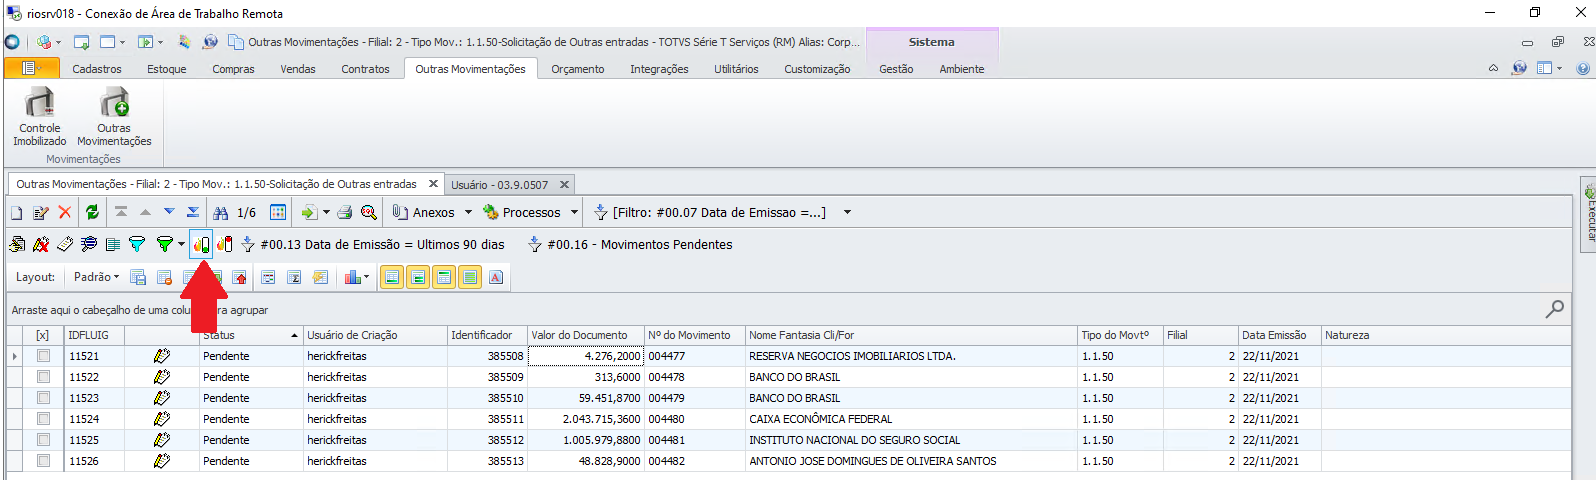 riosrv018 - Conexão de Área de Trabalho Remota
Outras Movimentações - Filial: 2 - Tipo Mov.: 1.1.50-Solicitação de Outras entradas - TOTVS Série T Serviços (RM) Alias: Corp... Sistema
Cadastros Estoque Compras Vendas Contratos Outras Movimentações Orçamento Integrações Utilitários Customização Gestão Ambiente
Controle Imobilizado
Outras Movimentações
Movimentações
Outras Movimentações - Filial: 2 - Tipo Mov.: 1.1.50-Solicitação de Outras entradas Usuário - 03.9.0507
Executar
1/6 Anexos Processos [Filtro: #00.07 Data de Emissao =...]
#00.13 Data de Emissão = Ultimos 90 dias #00.16 - Movimentos Pendentes
Layout: Padrão
Arraste aqui o cabeçalho de uma colu ra agrupar
[x] IDFLUIG Status Usuário de Criação Identificador Valor do Documento Nº do Movimento Nome Fantasia Cli/For Tipo do Movtº Filial Data Emissão Natureza
11521 Pendente herickfreitas 385508 4.276,2000 004477 RESERVA NEGOCIOS IMOBILIARIOS LTDA. 1.1.50 2 22/11/2021
11522 Pendente herickfreitas 385509 313,6000 004478 BANCO DO BRASIL 1.1.50 2 22/11/2021
11523 Pendente herickfreitas 385510 59.451,8700 004479 BANCO DO BRASIL 1.1.50 2 22/11/2021
11524 Pendente herickfreitas 385511 2.043.715,3600 004480 CAIXA ECONÔMICA FEDERAL 1.1.50 2 22/11/2021
11525 Pendente herickfreitas 385512 1.005.979,8800 004481 INSTITUTO NACIONAL DO SEGURO SOCIAL 1.1.50 2 22/11/2021
11526 Pendente herickfreitas 385513 48.828,9000 004482 ANTONIO JOSE DOMINGUES DE OLIVEIRA SANTOS 1.1.50 2 22/11/2021